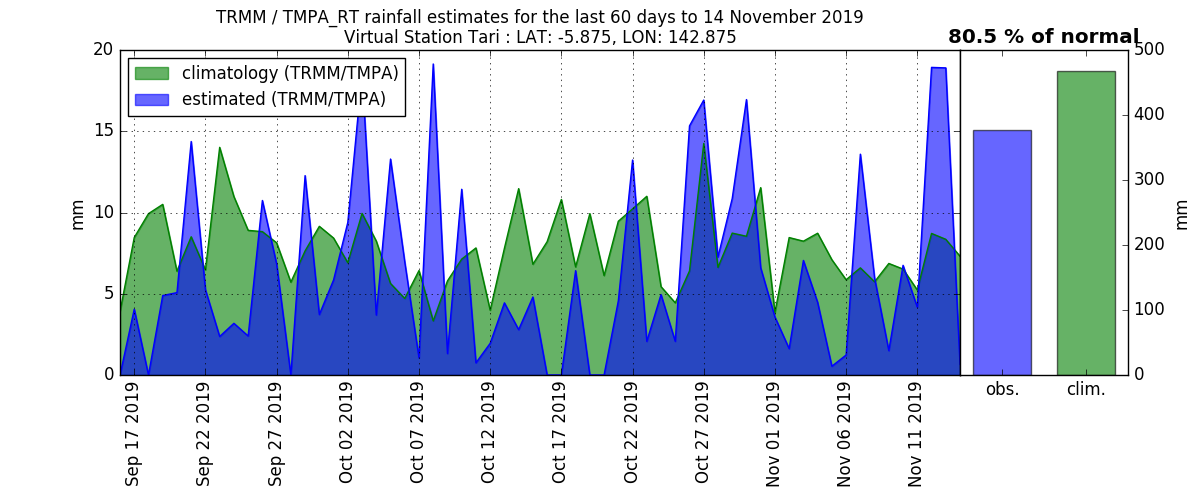 TRMM / TMPA_RT rainfall estimates for the last 60 days to 14 November 2019
Virtual Station Tari : LAT: -5.875, LON: 142.875
80.5 % of normal
climatology (TRMM/TMPA)
estimated (TRMM/TMPA)
20
15
10
5
0
mm
500
400
300
200
100
0
mm
Sep 17 2019
Sep 22 2019
Sep 27 2019
Oct 02 2019
Oct 07 2019
Oct 12 2019
Oct 17 2019
Oct 22 2019
Oct 27 2019
Nov 01 2019
Nov 06 2019
Nov 11 2019
obs.
clim.